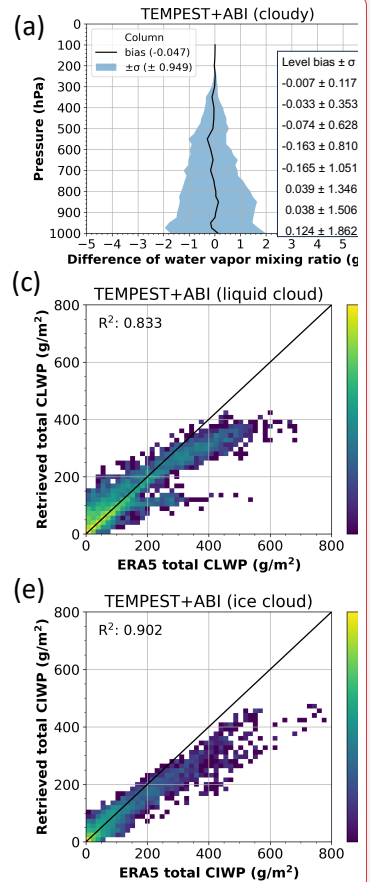 (a)
TEMPEST+ABI (cloudy)
0
100
200
300
400
500
600
700
800
900
1000
Pressure (hPa)
Column
bias (-0.047)
±σ (± 0.949)
Level bias ± σ
-0.007 ± 0.117
-0.033 ± 0.353
-0.074 ± 0.628
-0.163 ± 0.810
-0.165 ± 1.051
0.039 ± 1.346
0.038 ± 1.506
0.124 ± 1.862
−5 −4 −3 −2 −1 0 1 2 3 4 5
Difference of water vapor mixing ratio (g
(c)
TEMPEST+ABI (liquid cloud)
R²: 0.833
800
600
400
200
0
Retrieved total CLWP (g/m²)
0 200 400 600 800
ERA5 total CLWP (g/m²)
(e)
TEMPEST+ABI (ice cloud)
R²: 0.902
800
600
400
200
0
Retrieved total CIWP (g/m²)
0 200 400 600 800
ERA5 total CIWP (g/m²)